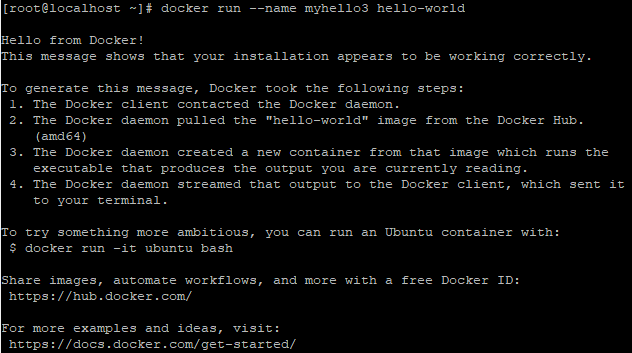 [root@localhost ~]# docker run --name myhello3 hello-world
Hello from Docker!
This message shows that your installation appears to be working correctly.
To generate this message, Docker took the following steps:
1. The Docker client contacted the Docker daemon.
2. The Docker daemon pulled the "hello-world" image from the Docker Hub.
(amd64)
3. The Docker daemon created a new container from that image which runs the
executable that produces the output you are currently reading.
4. The Docker daemon streamed that output to the Docker client, which sent it
to your terminal.
To try something more ambitious, you can run an Ubuntu container with:
$ docker run -it ubuntu bash
Share images, automate workflows, and more with a free Docker ID:
https://hub.docker.com/
For more examples and ideas, visit:
https://docs.docker.com/get-started/